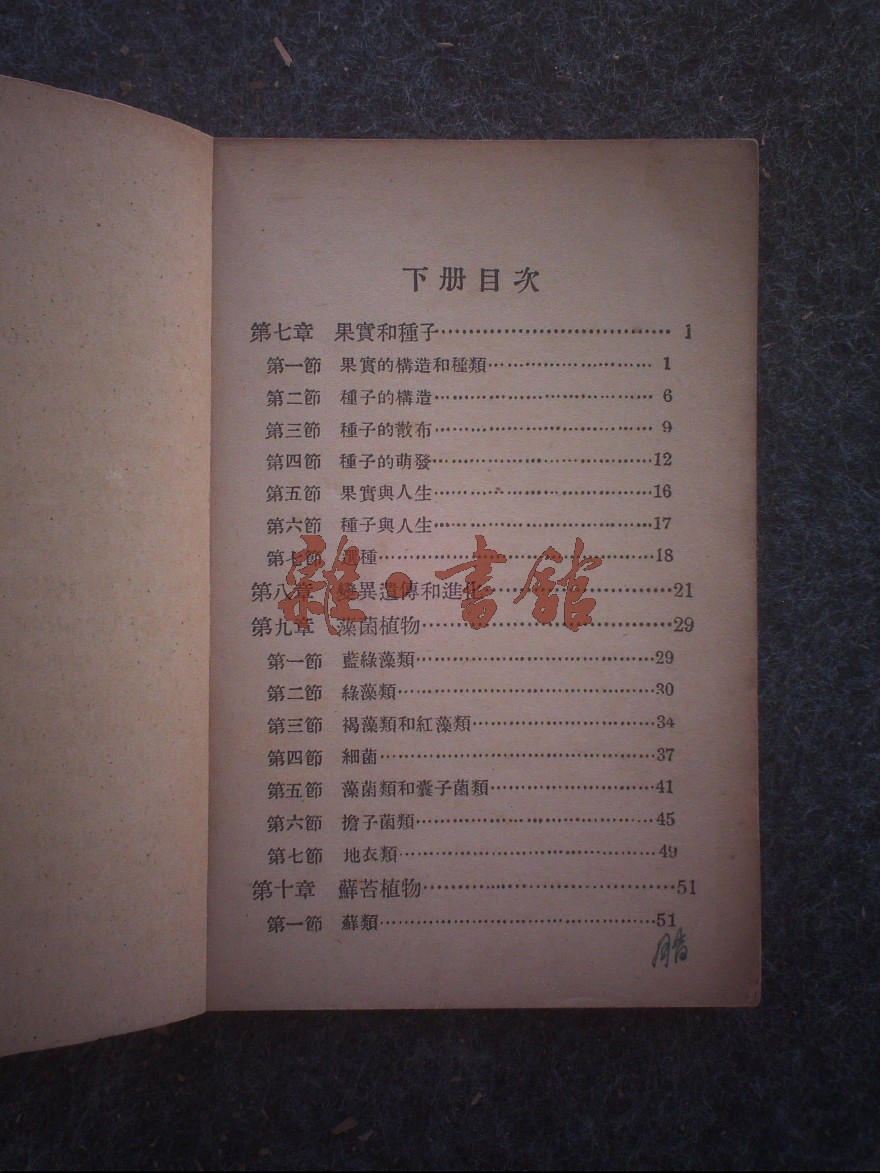 下册目次
第七章 果實和種子……………………………1
第一節 果實的構造和種類……………………1
第二節 種子的構造……………………………6
第三節 種子的散布……………………………9
第四節 種子的萌發……………………………12
第五節 果實與人生……………………………16
第六節 種子與人生……………………………17
第七節 選種……………………………………18
第八章 變異遺傳和進化………………………21
第九章 藻菌植物………………………………29
第一節 藍綠藻類………………………………29
第二節 綠藻類…………………………………30
第三節 褐藻類和紅藻類………………………34
第四節 細菌……………………………………37
第五節 藻菌類和囊子菌類……………………41
第六節 擔子菌類………………………………45
第七節 地衣類…………………………………49
第十章 蘇苔植物………………………………51
第一節 蘇類……………………………………51
雜·書館